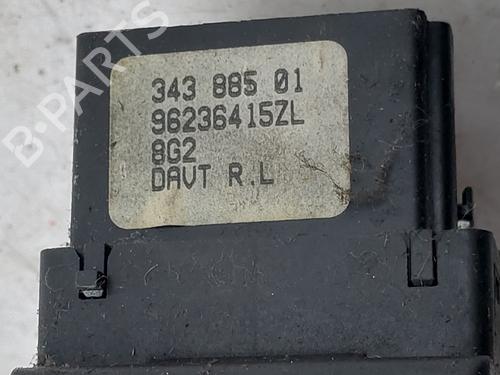 B-PARTS
343 885 01
96236415ZL
8G2
DAVT R.L